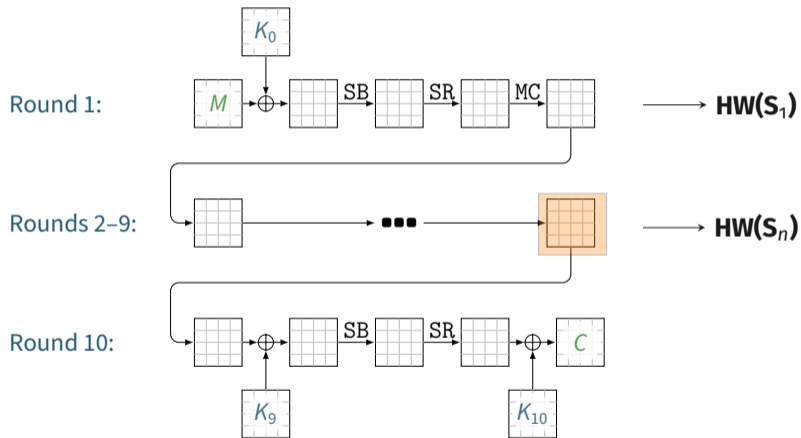 K₀
Round 1: M SB SR MC HW(S₁)
Rounds 2–9: HW(Sₙ)
Round 10: SB SR C
K₉ K₁₀